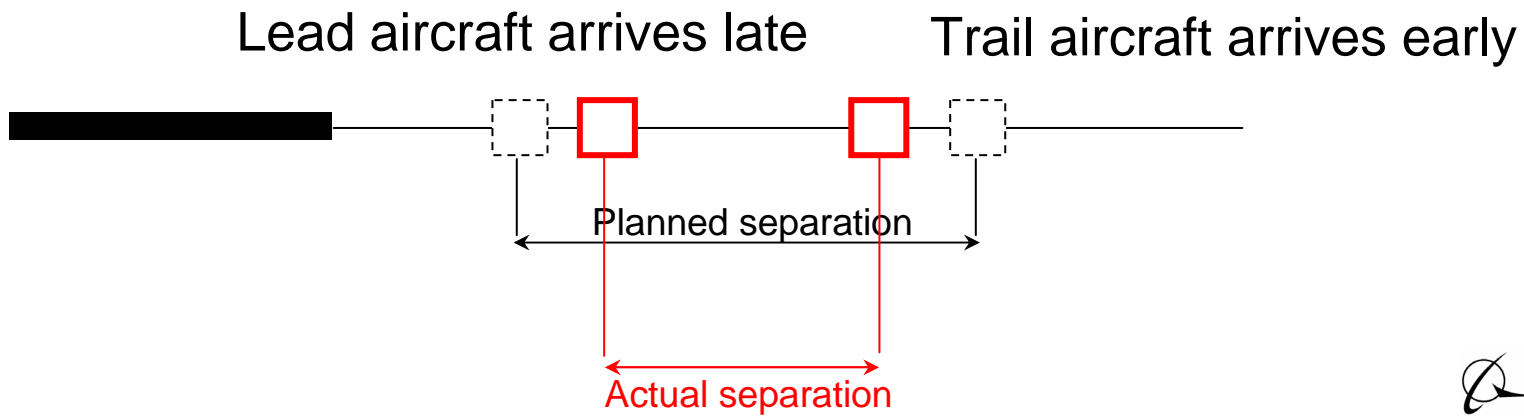 Lead aircraft arrives late
Trail aircraft arrives early
Planned separation
Actual separation